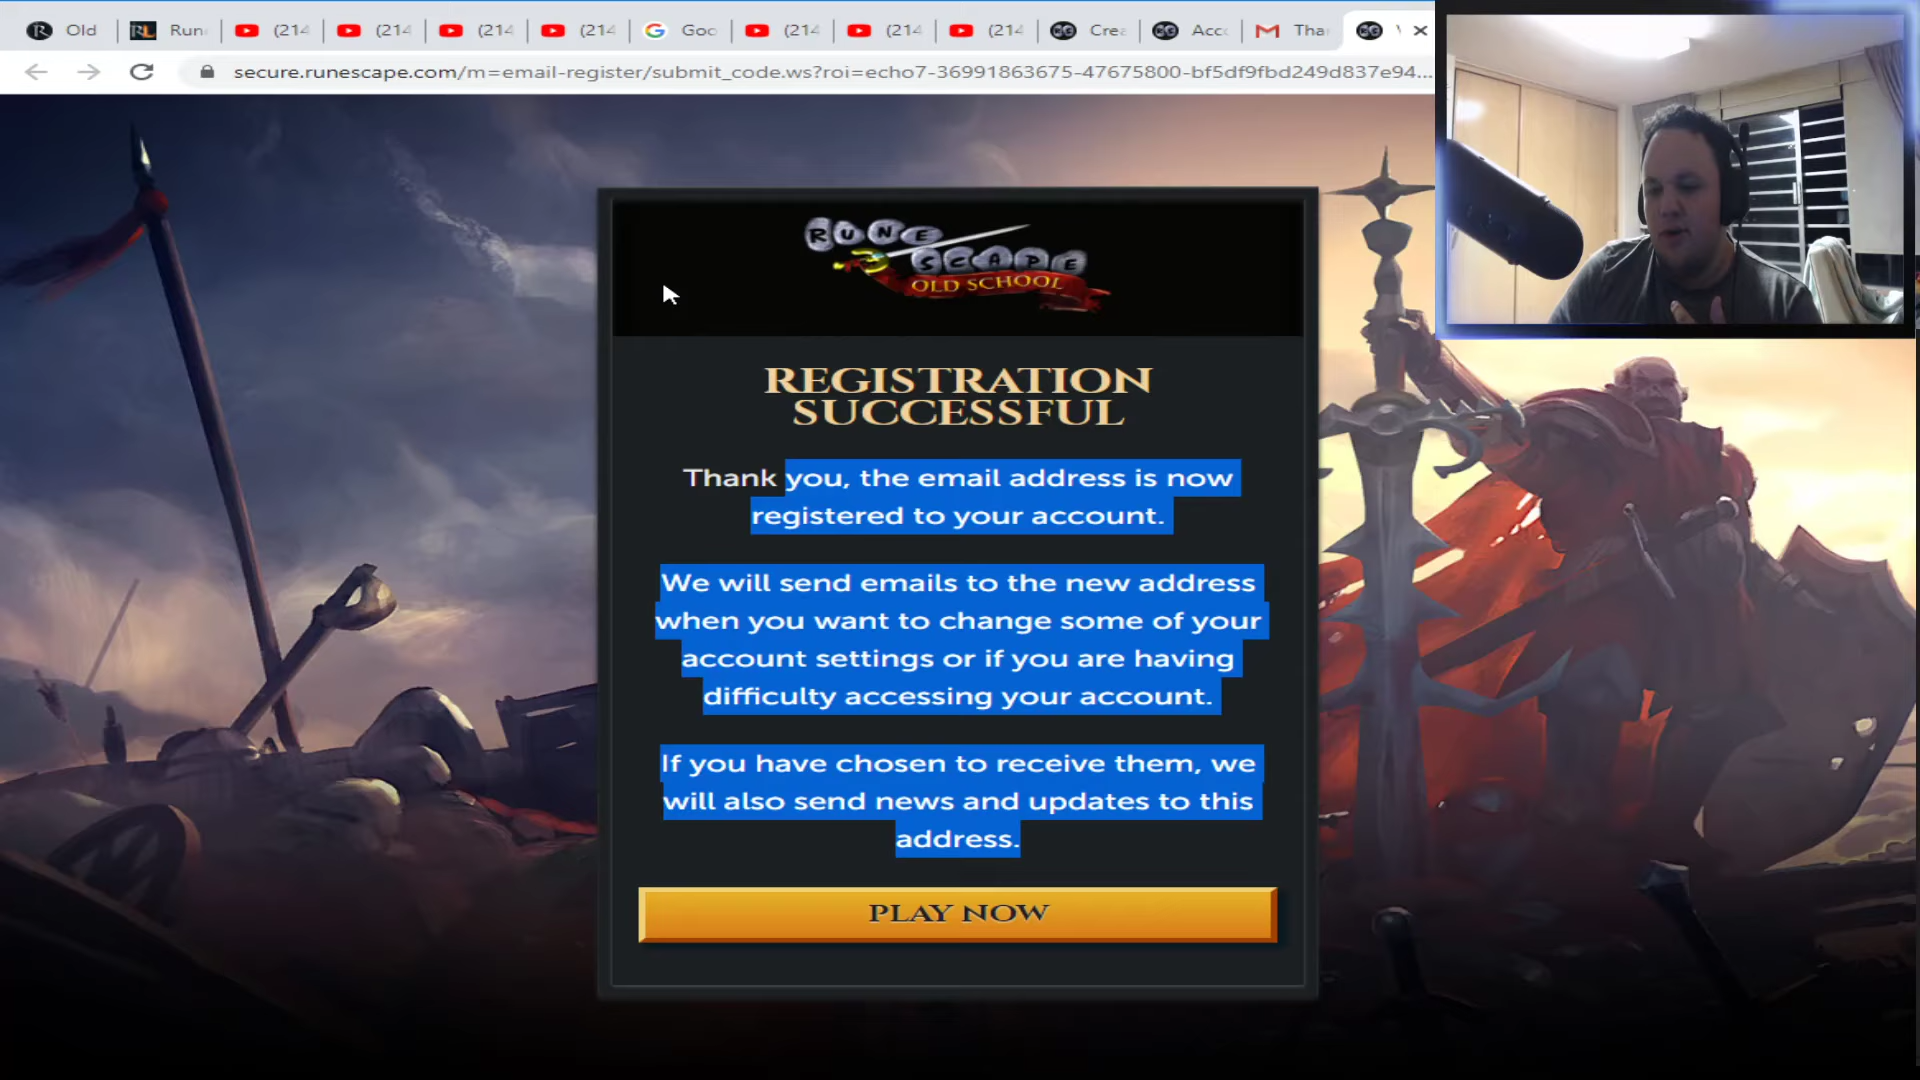 Old
Run
(214
(214
(214
(214
Goo
(214
(214
(214
Crea
Acco
Tha
secure.runescape.com/m=email-register/submit_code.ws?roi=echo7-36991863675-47675800-bf5df9fbd249d837e94...
RUNE
SCAPE
OLD SCHOOL
REGISTRATION
SUCCESSFUL
Thank you, the email address is now
registered to your account.
We will send emails to the new address
when you want to change some of your
account settings or if you are having
difficulty accessing your account.
If you have chosen to receive them, we
will also send news and updates to this
address.
PLAY NOW